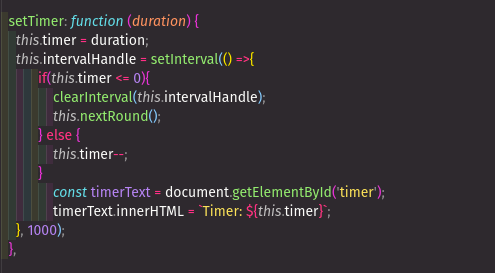 setTimer: function (duration) {
this.timer = duration;
this.intervalHandle = setInterval(() =>{
if(this.timer <= 0){
clearInterval(this.intervalHandle);
this.nextRound();
} else {
this.timer--;
}
const timerText = document.getElementById('timer');
timerText.innerHTML = `Timer: ${this.timer}`;
}, 1000);
},